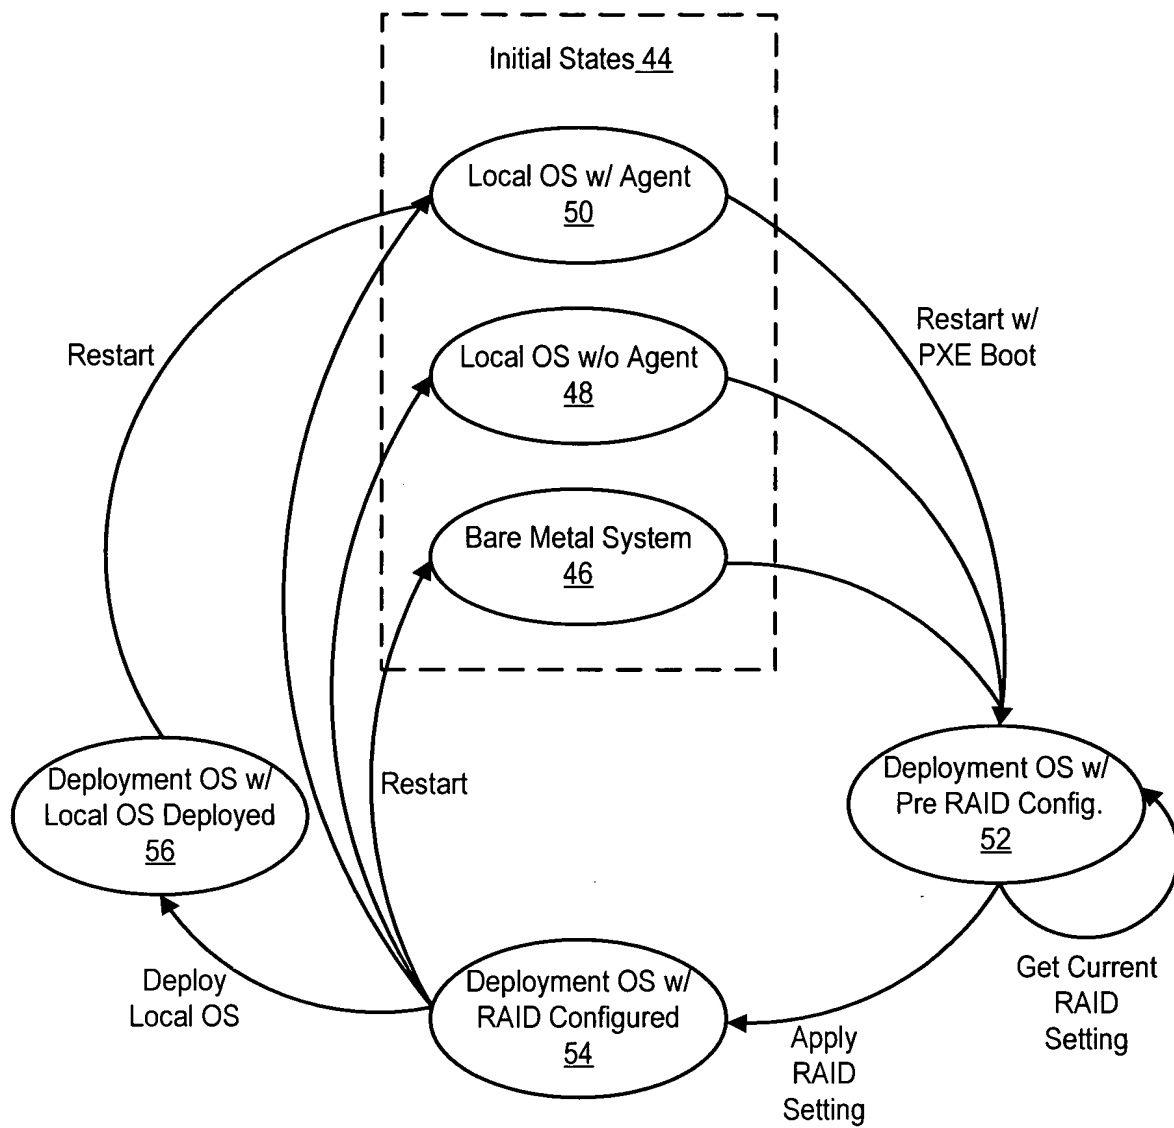 Initial States 44
Local OS w/ Agent
50
Restart w/
PXE Boot
Restart
Local OS w/o Agent
48
Bare Metal System
46
Deployment OS w/
Local OS Deployed
56
Restart
Deployment OS w/
Pre RAID Config.
52
Deploy
Local OS
Deployment OS w/
RAID Configured
54
Apply
RAID
Setting
Get Current
RAID
Setting